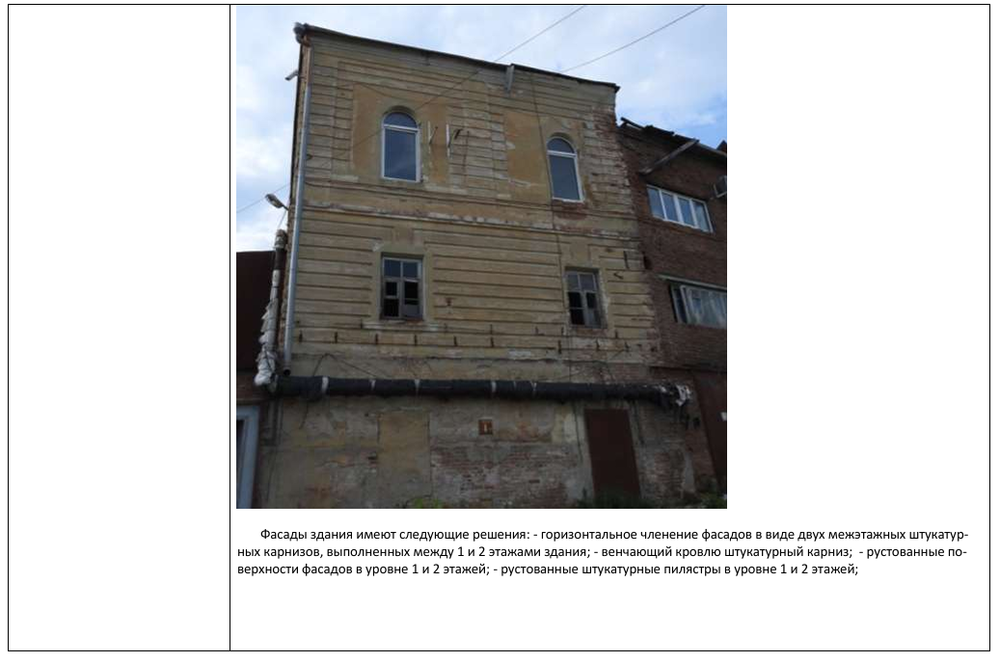 Фасады здания имеют следующие решения: - горизонтальное членение фасадов в виде двух межэтажных штукатур-
ных карнизов, выполненных между 1 и 2 этажами здания; - венчающий кровлю штукатурный карниз;  - рустованные по-
верхности фасадов в уровне 1 и 2 этажей; - рустованные штукатурные пилястры в уровне 1 и 2 этажей;